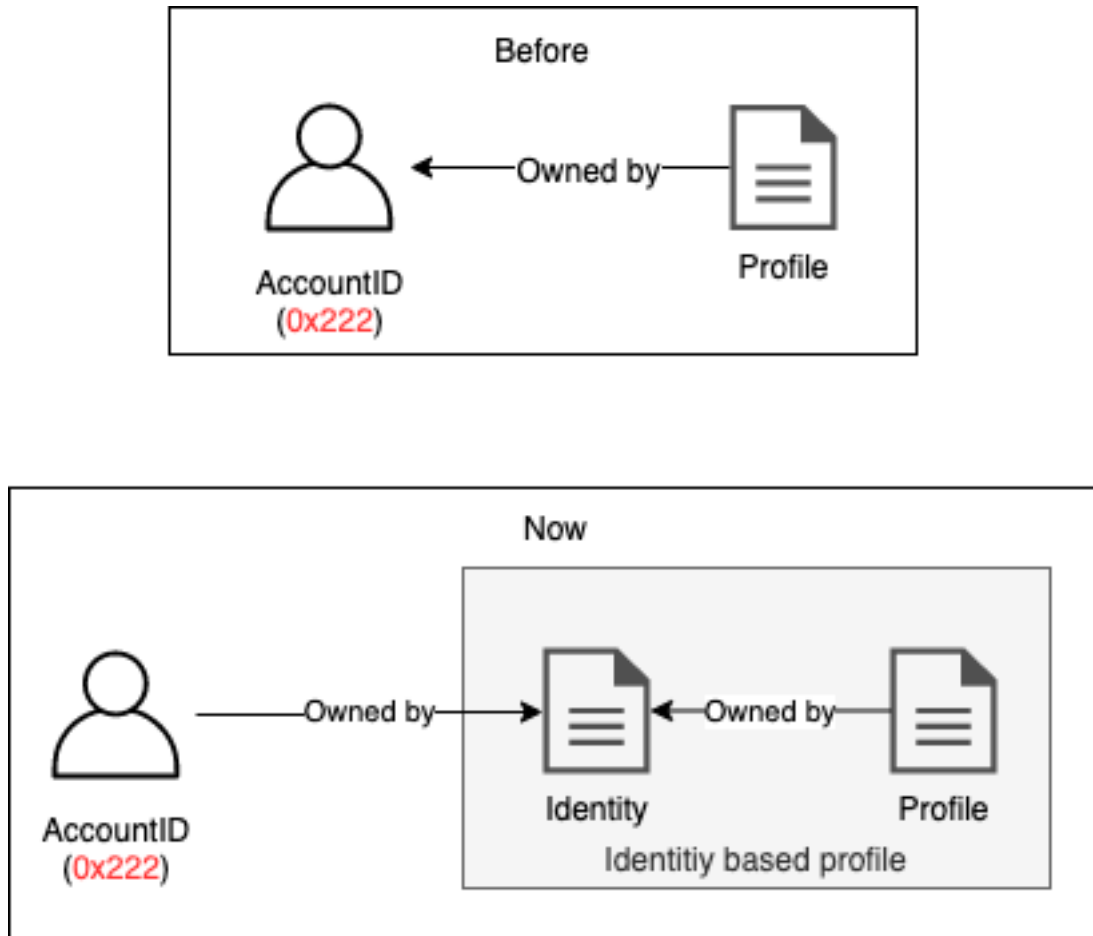 Before
Owned by
Profile
AccountID
(0x222)
Now
Owned by
Owned by
Identity
Profile
AccountID
(0x222)
Identitiy based profile